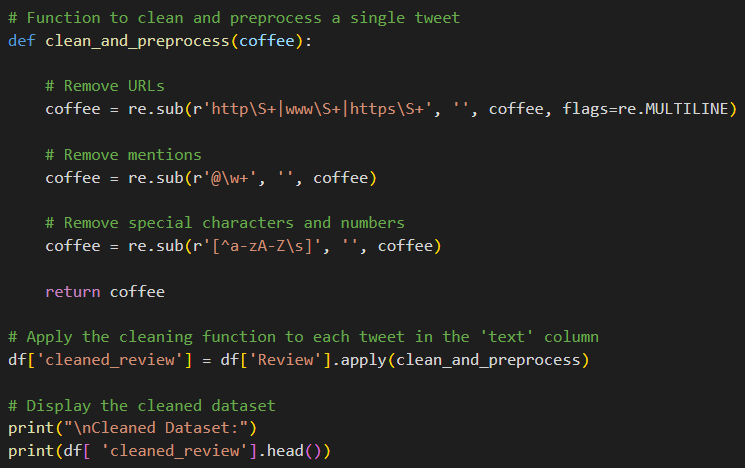 # Function to clean and preprocess a single tweet
def clean_and_preprocess(coffee):
    # Remove URLs
    coffee = re.sub(r'http\S+|www\S+|https\S+', '', coffee, flags=re.MULTILINE)
    # Remove mentions
    coffee = re.sub(r'@\w+', '', coffee)
    # Remove special characters and numbers
    coffee = re.sub(r'[^a-zA-Z\s]', '', coffee)
    return coffee
# Apply the cleaning function to each tweet in the 'text' column
df['cleaned_review'] = df['Review'].apply(clean_and_preprocess)
# Display the cleaned dataset
print("\nCleaned Dataset:")
print(df[ 'cleaned_review'].head())